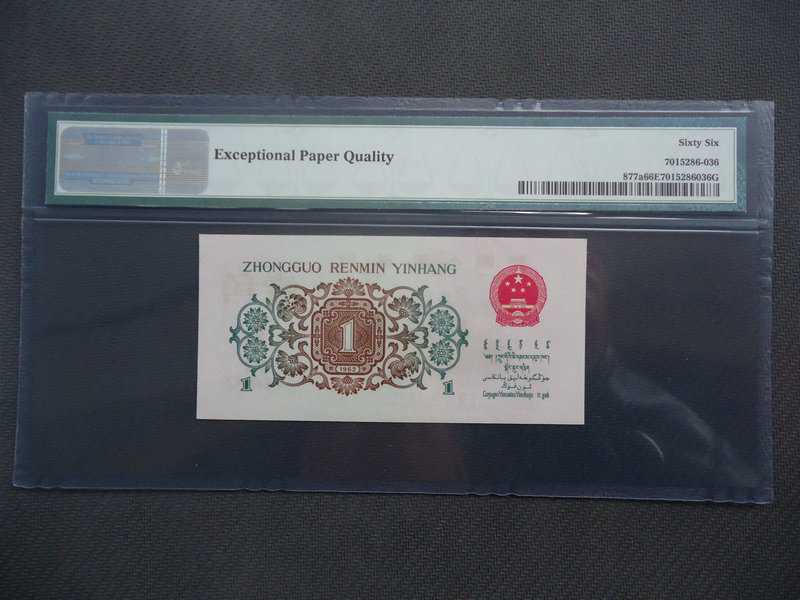 Exceptional Paper Quality
Sixty Six
7015286-036
877a66E7015286036G
ZHONGGUO RENMIN YINHANG
1
1962
1
1